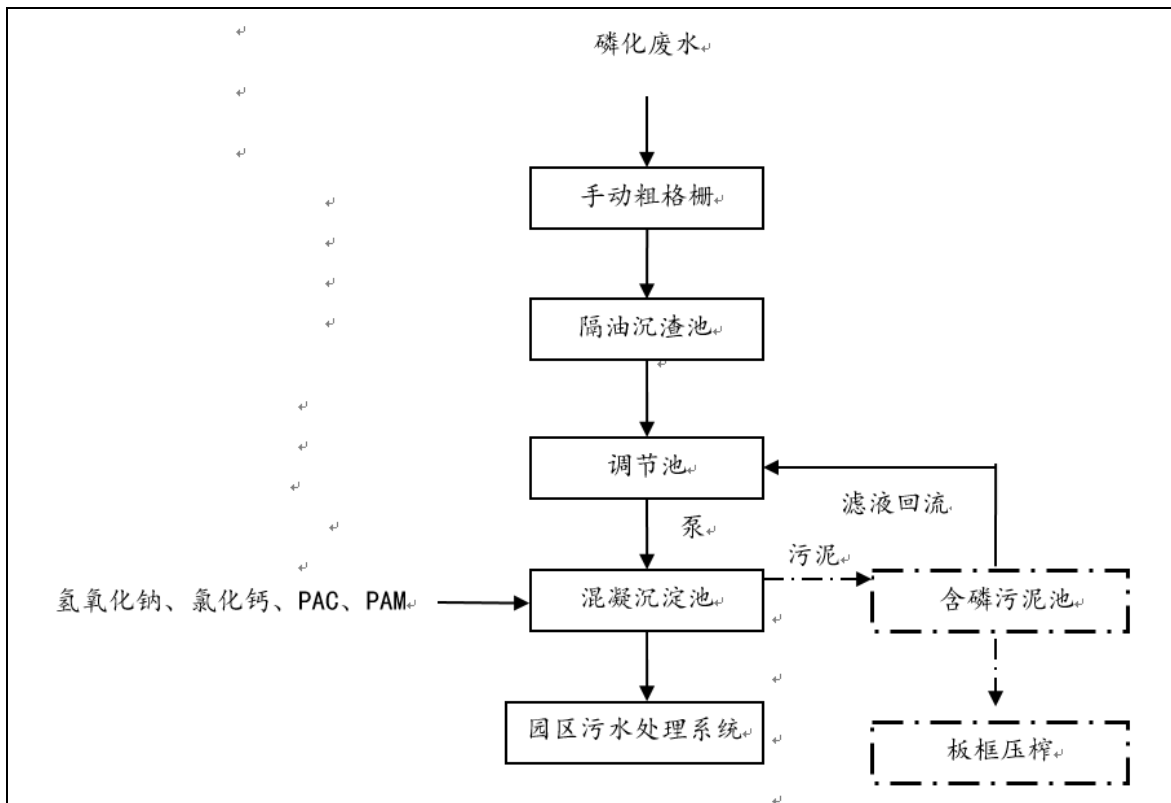 磷化废水
手动粗格栅
隔油沉渣池
调节池
滤液回流
泵
污泥
氢氧化钠、氯化钙、PAC、PAM
混凝沉淀池
含磷污泥池
园区污水处理系统
板框压榨